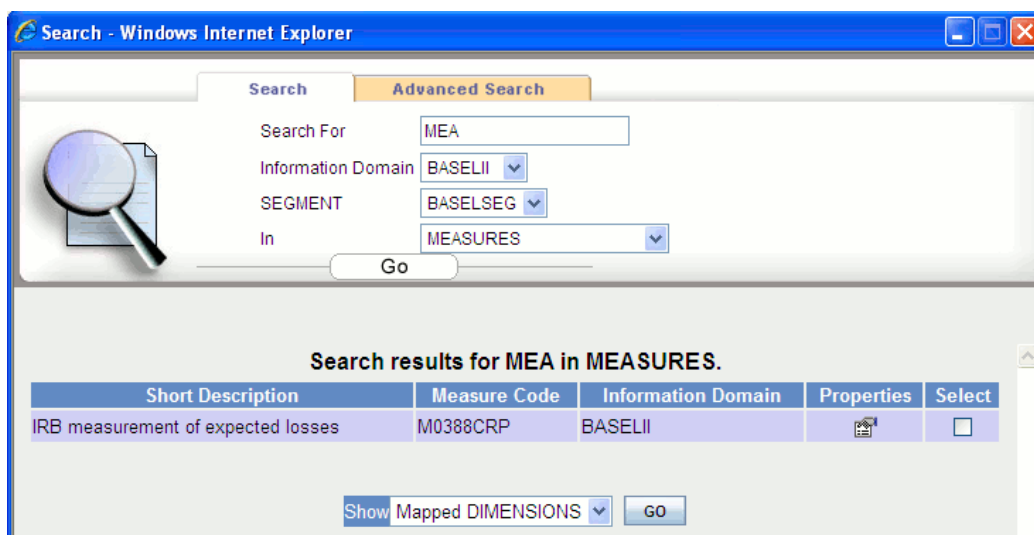 Search - Windows Internet Explorer
Search Advanced Search
Search For MEA
Information Domain BASELII
SEGMENT BASELSEG
In MEASURES
Go
Search results for MEA in MEASURES.
Short Description Measure Code Information Domain Properties Select
IRB measurement of expected losses M0388CRP BASELII
Show Mapped DIMENSIONS GO